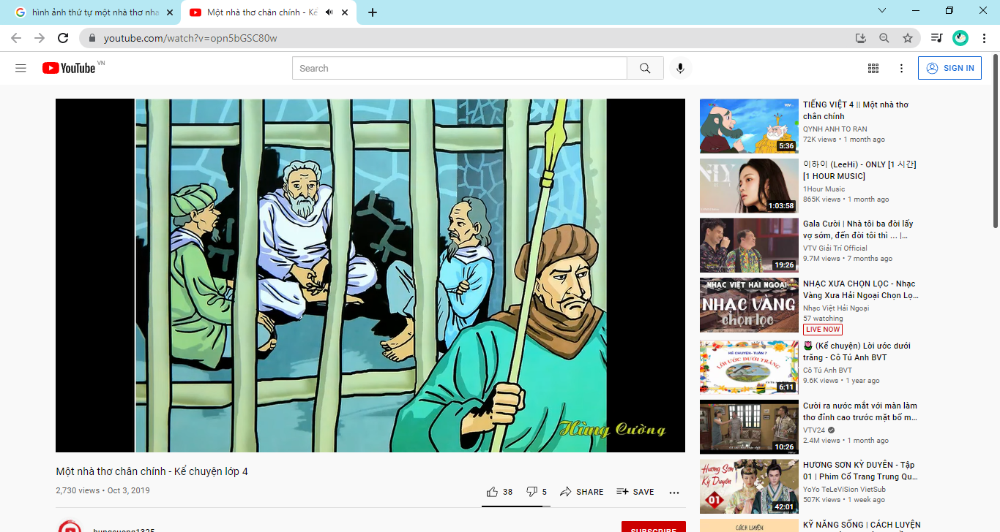 hình ảnh thứ tự một nhà thơ nha
Một nhà thơ chân chính - Kể
youtube.com/watch?v=opn5bGSC80w
YouTube VN
Search
SIGN IN
Hùng Cường
Một nhà thơ chân chính - Kể chuyện lớp 4
2,730 views • Oct 3, 2019
38
5
SHARE
SAVE
hungcuong1325
SUBSCRIBE
5:36
TIẾNG VIỆT 4 || Một nhà thơ
chân chính
QYNH ANH TO RAN
72K views • 1 month ago
1:03:58
이하이 (LeeHi) - ONLY [1 시간]
[1 HOUR MUSIC]
1Hour Music
865K views • 1 month ago
19:26
Gala Cười | Nhà tôi ba đời lấy
vợ sớm, đến đời tôi thì ... |...
VTV Giải Trí Official
9.7M views • 7 months ago
NHẠC VIỆT HẢI NGOẠI
NHẠC VÀNG
chọn lọc
NHẠC XƯA CHỌN LỌC - Nhạc
Vàng Xưa Hải Ngoại Chọn Lọ...
Nhạc Việt Hải Ngoại
57 watching
LIVE NOW
KỂ CHUYỆN- TUẦN 7
LỜI ƯỚC DƯỚI TRĂNG
6:11
🌷 (Kể chuyện) Lời ước dưới
trăng - Cô Tú Anh BVT
Cô Tú Anh BVT
9.6K views • 1 year ago
10:26
Cười ra nước mắt với màn làm
thơ đỉnh cao trước mặt bố m...
VTV24
2.4M views • 1 month ago
Hương Sơn
Kỳ Duyên
01
42:01
HƯƠNG SƠN KỲ DUYÊN - Tập
01 | Phim Cổ Trang Trung Qu...
YoYo TeLeViSion VietSub
507K views • 1 week ago
CÁCH LUYỆN
KỸ NĂNG SỐNG | CÁCH LUYỆN